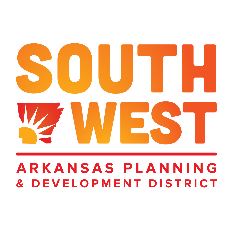 SOUTH
WEST
ARKANSAS PLANNING
& DEVELOPMENT DISTRICT